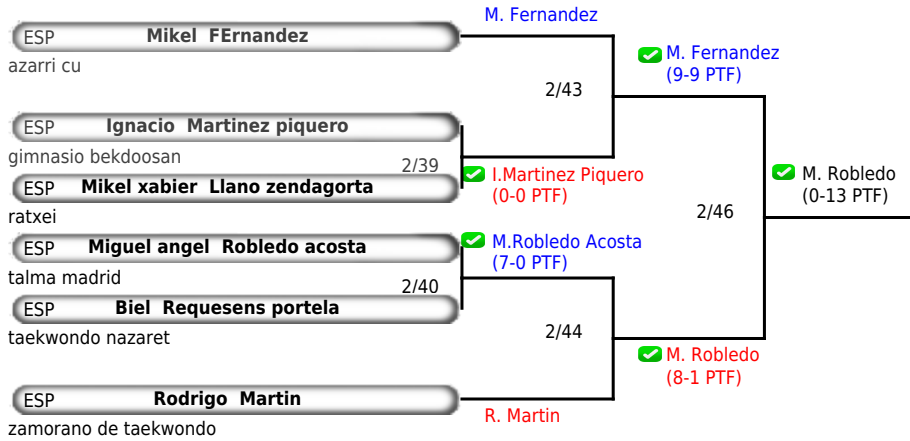 M. Fernandez
ESP Mikel FErnandez
azarri cu
M. Fernandez
(9-9 PTF)
2/43
ESP Ignacio Martinez piquero
gimnasio bekdoosan
2/39
I.Martinez Piquero
(0-0 PTF)
ESP Mikel xabier Llano zendagorta
ratxei
M. Robledo
(0-13 PTF)
2/46
ESP Miguel angel Robledo acosta
talma madrid
M.Robledo Acosta
(7-0 PTF)
2/40
ESP Biel Requesens portela
taekwondo nazaret
2/44
M. Robledo
(8-1 PTF)
ESP Rodrigo Martin
zamorano de taekwondo
R. Martin